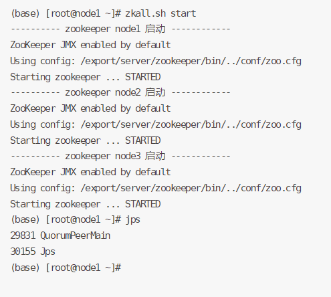 (base) [root@node1 ~]# zkall.sh start
---------- zookeeper node1 启动 ------------
ZooKeeper JMX enabled by default
Using config: /export/server/zookeeper/bin/../conf/zoo.cfg
Starting zookeeper ... STARTED
---------- zookeeper node2 启动 ------------
ZooKeeper JMX enabled by default
Using config: /export/server/zookeeper/bin/../conf/zoo.cfg
Starting zookeeper ... STARTED
---------- zookeeper node3 启动 ------------
ZooKeeper JMX enabled by default
Using config: /export/server/zookeeper/bin/../conf/zoo.cfg
Starting zookeeper ... STARTED
(base) [root@node1 ~]# jps
29831 QuorumPeerMain
30155 Jps
(base) [root@node1 ~]#